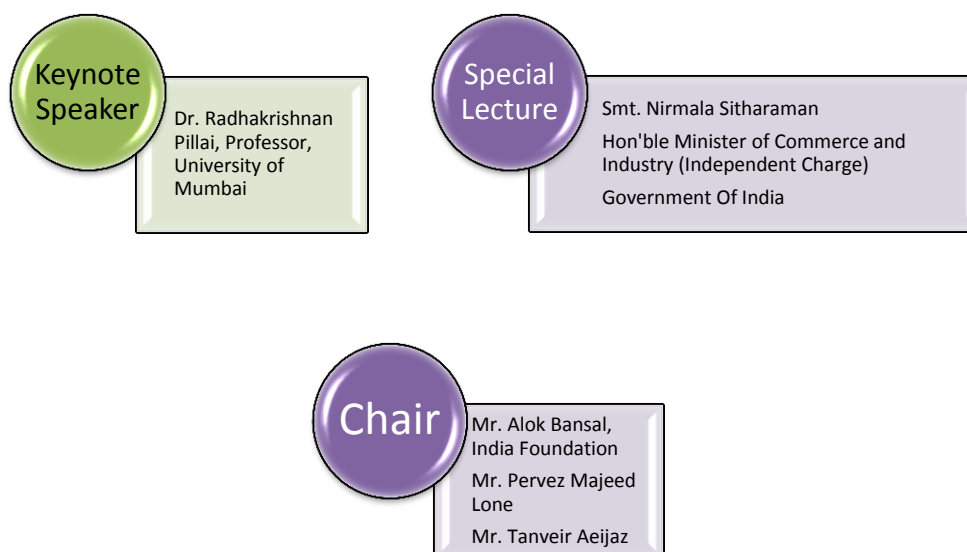 Keynote
Speaker
Dr. Radhakrishnan
Pillai, Professor,
University of
Mumbai
Special
Lecture
Smt. Nirmala Sitharaman
Hon'ble Minister of Commerce and
Industry (Independent Charge)
Government Of India
Chair
Mr. Alok Bansal,
India Foundation
Mr. Pervez Majeed
Lone
Mr. Tanveir Aeijaz